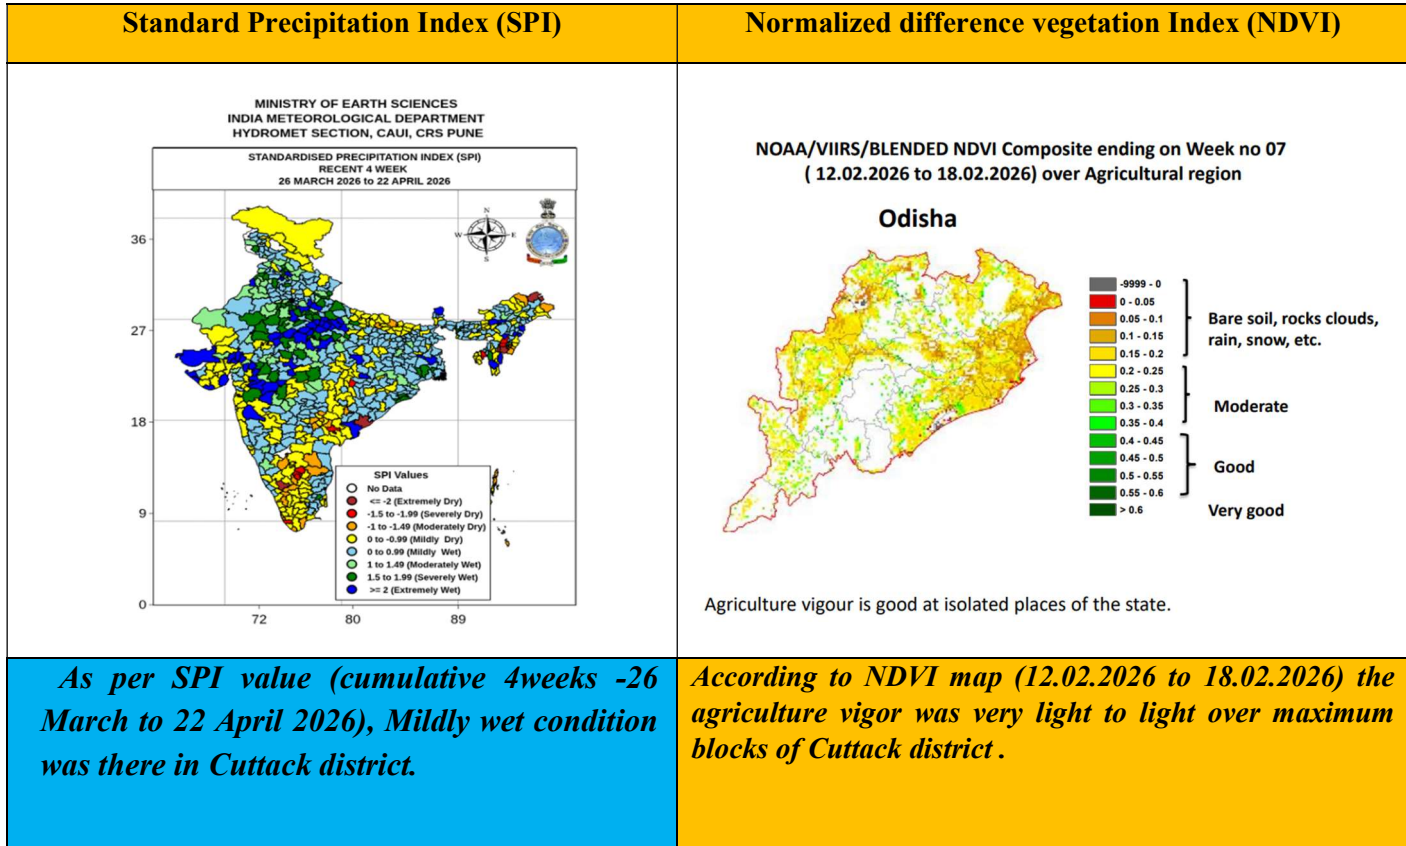 Standard Precipitation Index (SPI)
Normalized difference vegetation Index (NDVI)
MINISTRY OF EARTH SCIENCES
INDIA METEOROLOGICAL DEPARTMENT
HYDROMET SECTION, CAUI, CRS PUNE
STANDARDISED PRECIPITATION INDEX (SPI)
RECENT 4 WEEK
26 MARCH 2026 to 22 APRIL 2026
N
W
E
S
36
27
18
9
0
72
80
89
SPI Values
No Data
<= -2 (Extremely Dry)
-1.5 to -1.99 (Severely Dry)
-1 to -1.49 (Moderately Dry)
0 to -0.99 (Mildly Dry)
0 to 0.99 (Mildly Wet)
1 to 1.49 (Moderately Wet)
1.5 to 1.99 (Severely Wet)
>= 2 (Extremely Wet)
NOAA/VIIRS/BLENDED NDVI Composite ending on Week no 07
( 12.02.2026 to 18.02.2026) over Agricultural region
Odisha
-9999 - 0
0 - 0.05
0.05 - 0.1
0.1 - 0.15
0.15 - 0.2
0.2 - 0.25
0.25 - 0.3
0.3 - 0.35
0.35 - 0.4
0.4 - 0.45
0.45 - 0.5
0.5 - 0.55
0.55 - 0.6
> 0.6
Bare soil, rocks clouds,
rain, snow, etc.
Moderate
Good
Very good
Agriculture vigour is good at isolated places of the state.
As per SPI value (cumulative 4weeks -26
March to 22 April 2026), Mildly wet condition
was there in Cuttack district.
According to NDVI map (12.02.2026 to 18.02.2026) the
agriculture vigor was very light to light over maximum
blocks of Cuttack district .